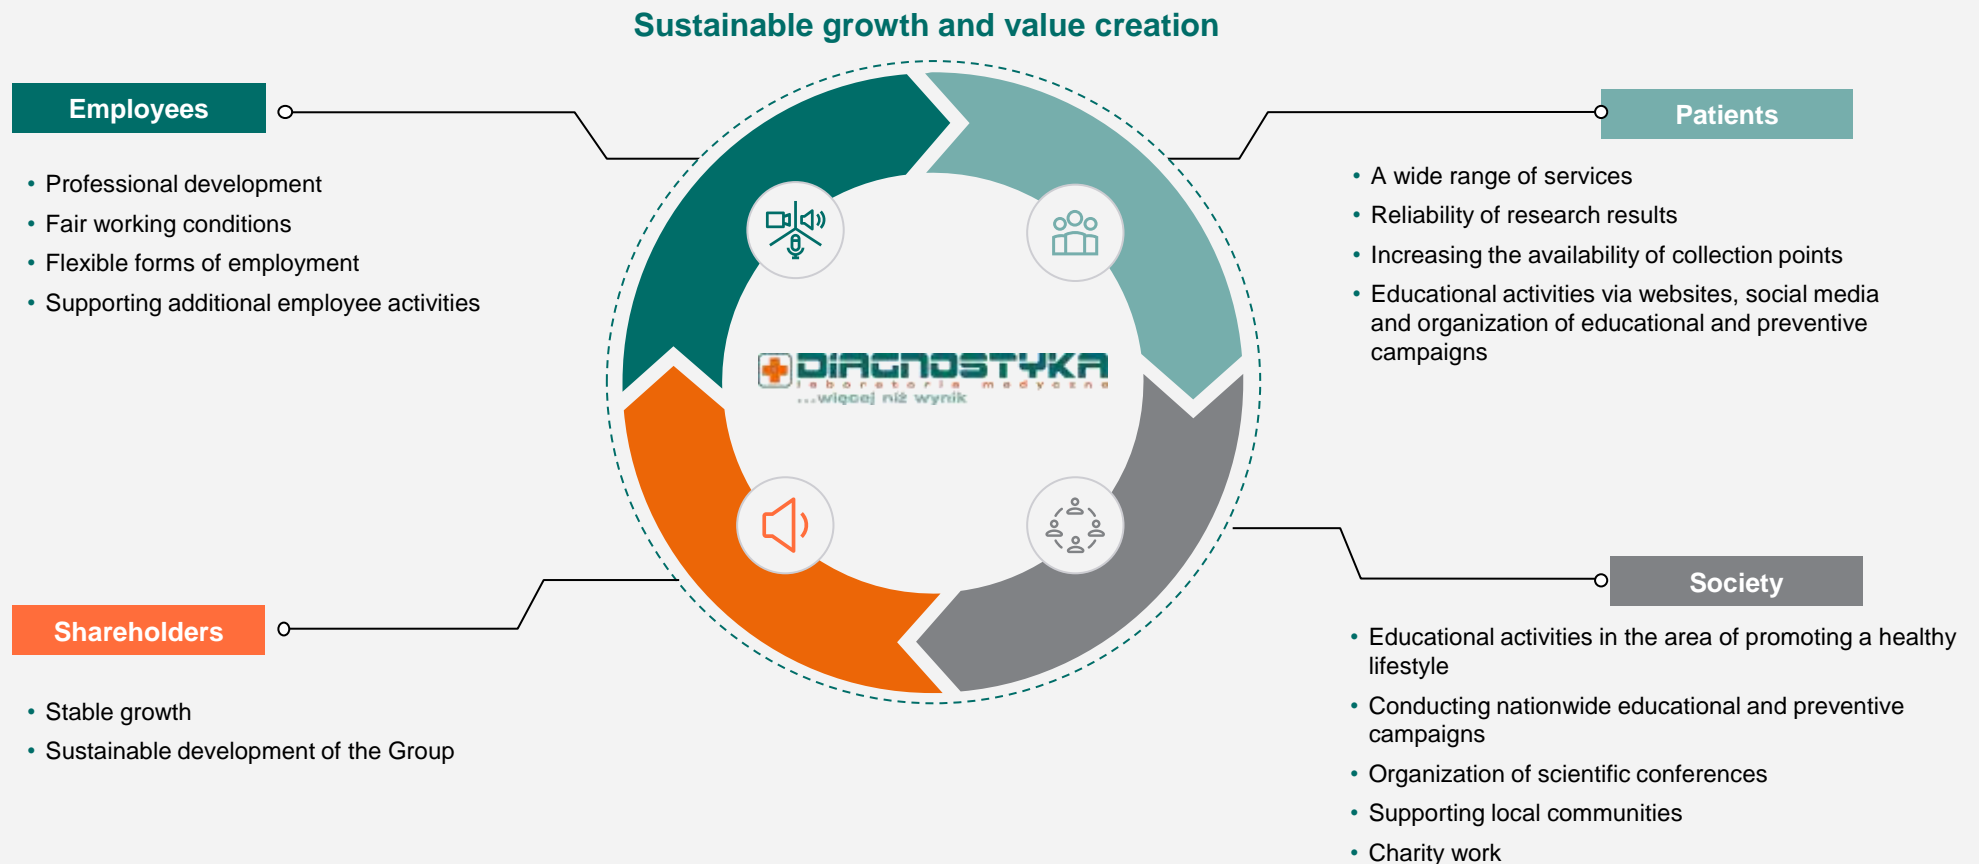 Sustainable growth and value creation
Employees
• Professional development
• Fair working conditions
• Flexible forms of employment
• Supporting additional employee activities
Patients
• A wide range of services
• Reliability of research results
• Increasing the availability of collection points
• Educational activities via websites, social media
and organization of educational and preventive
campaigns
DIAGNOSTYKA
laboratoria medyczne
...więcej niż wynik
Shareholders
• Stable growth
• Sustainable development of the Group
Society
• Educational activities in the area of promoting a healthy
lifestyle
• Conducting nationwide educational and preventive
campaigns
• Organization of scientific conferences
• Supporting local communities
• Charity work